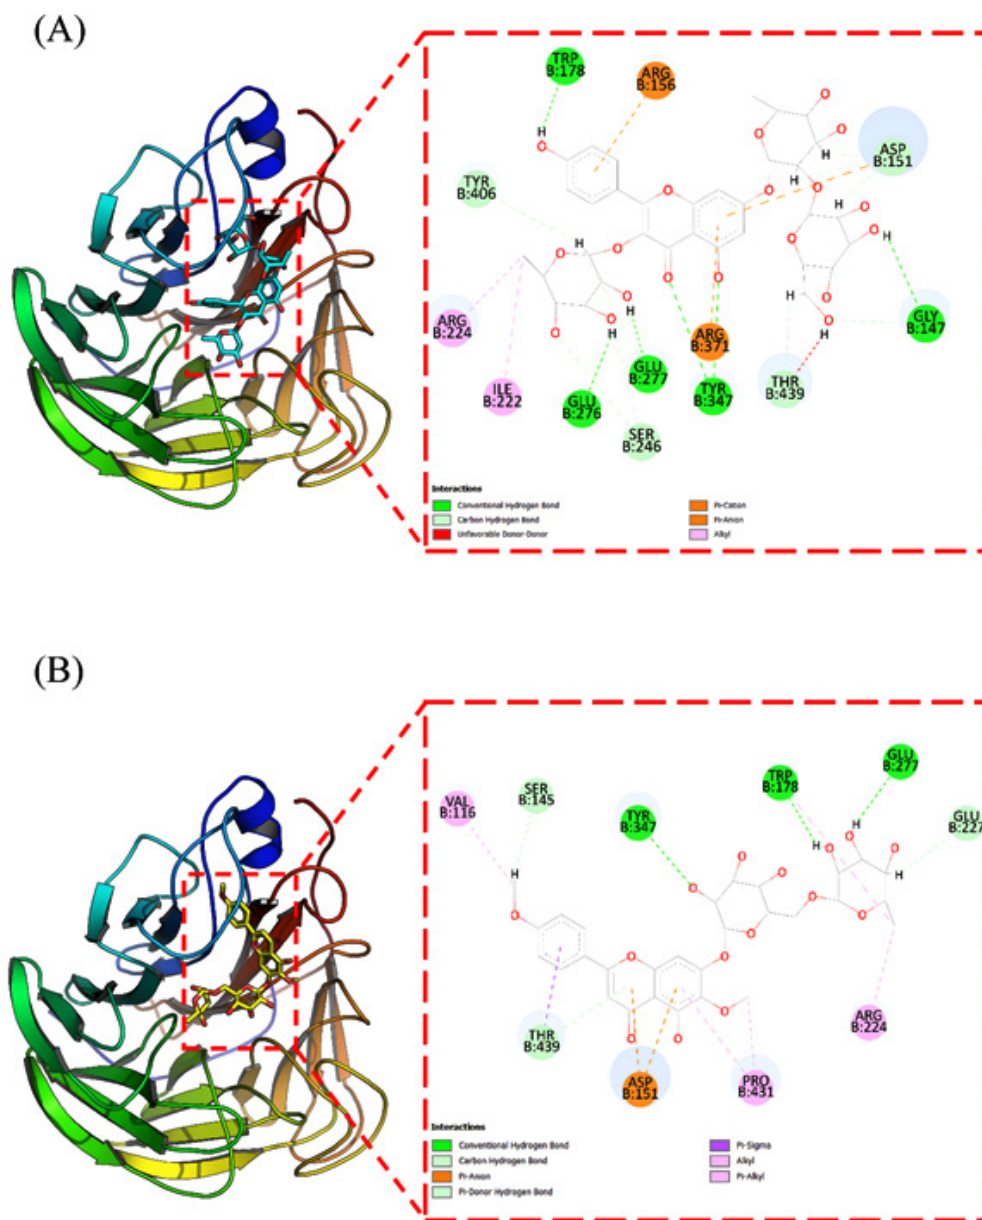 (A)
TRP
B:178
ARG
B:156
O
H
ASP
B:151
TYR
B:406
ARG
B:224
ILE
B:222
GLU
B:276
GLU
B:277
SER
B:246
ARG
B:371
TYR
B:347
THR
B:439
GLY
B:147
Interactions
Conventional Hydrogen Bond
Carbon Hydrogen Bond
Unfavorable Donor-Donor
Pi-Cation
Pi-Anion
Alkyl
(B)
VAL
B:116
SER
B:145
TYR
B:347
TRP
B:178
GLU
B:277
GLU
B:227
H
O
THR
B:439
ASP
B:151
PRO
B:431
ARG
B:224
Interactions
Conventional Hydrogen Bond
Carbon Hydrogen Bond
Pi-Anion
Pi-Donor Hydrogen Bond
Pi-Sigma
Alkyl
Pi-Alkyl